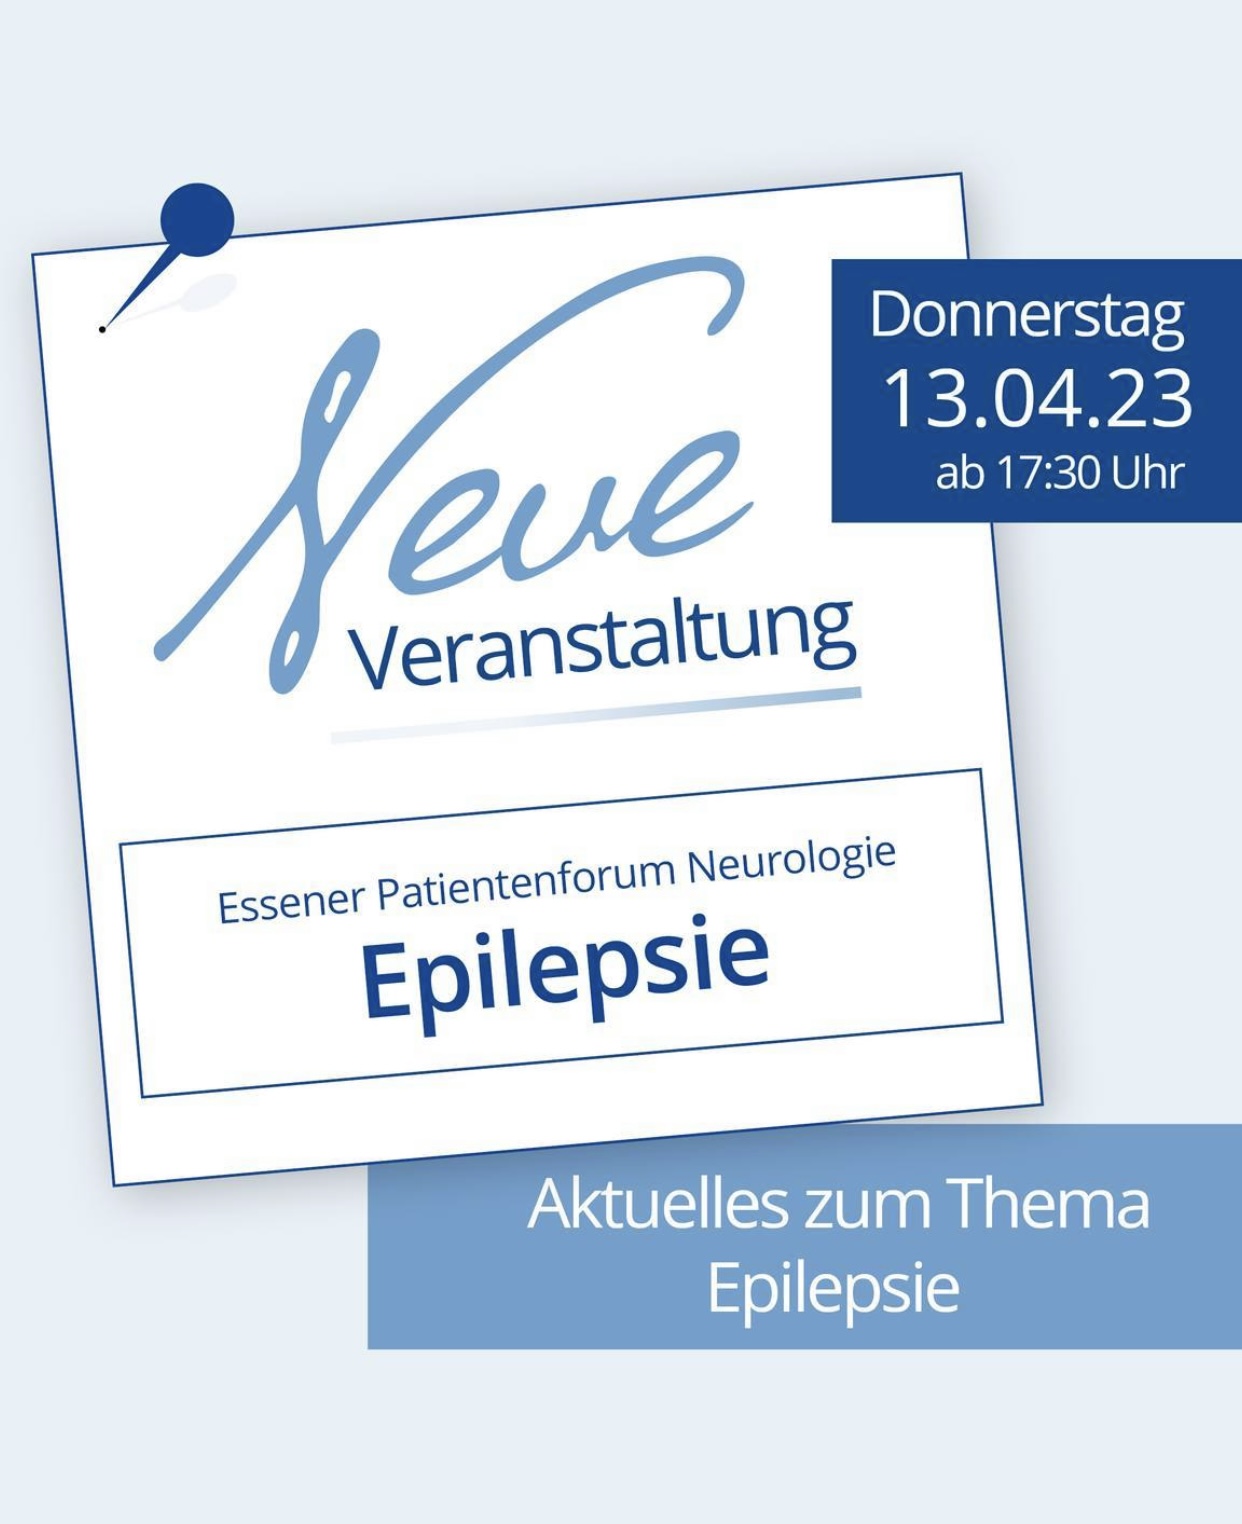 Neue
Veranstaltung
Donnerstag
13.04.23
ab 17:30 Uhr
Essener Patientenforum Neurologie
Epilepsie
Aktuelles zum Thema
Epilepsie